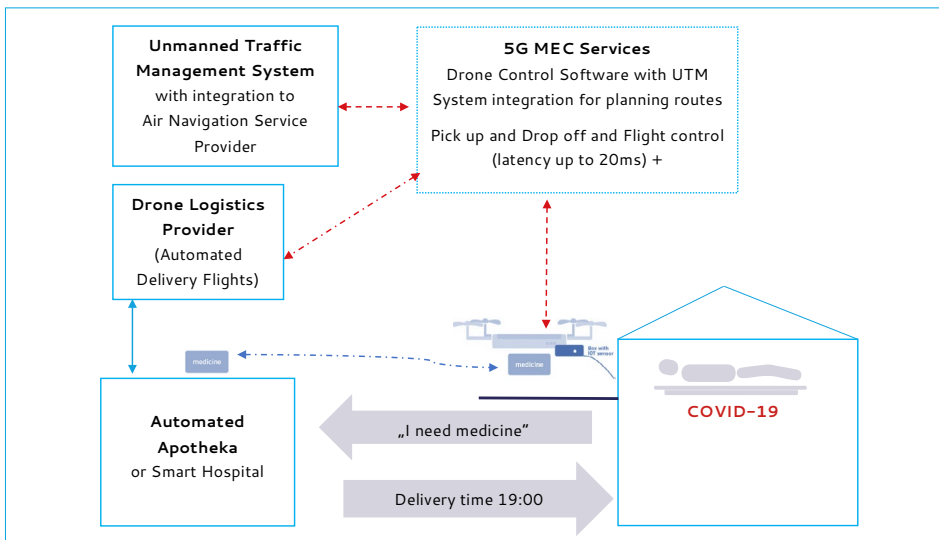 Unmanned Traffic
Management System
with integration to
Air Navigation Service
Provider
5G MEC Services
Drone Control Software with UTM
System integration for planning routes
Pick up and Drop off and Flight control
(latency up to 20ms) +
Drone Logistics
Provider
(Automated
Delivery Flights)
medicine
medicine
Box with
IOT sensor
COVID-19
Automated
Apotheka
or Smart Hospital
„I need medicine“
Delivery time 19:00